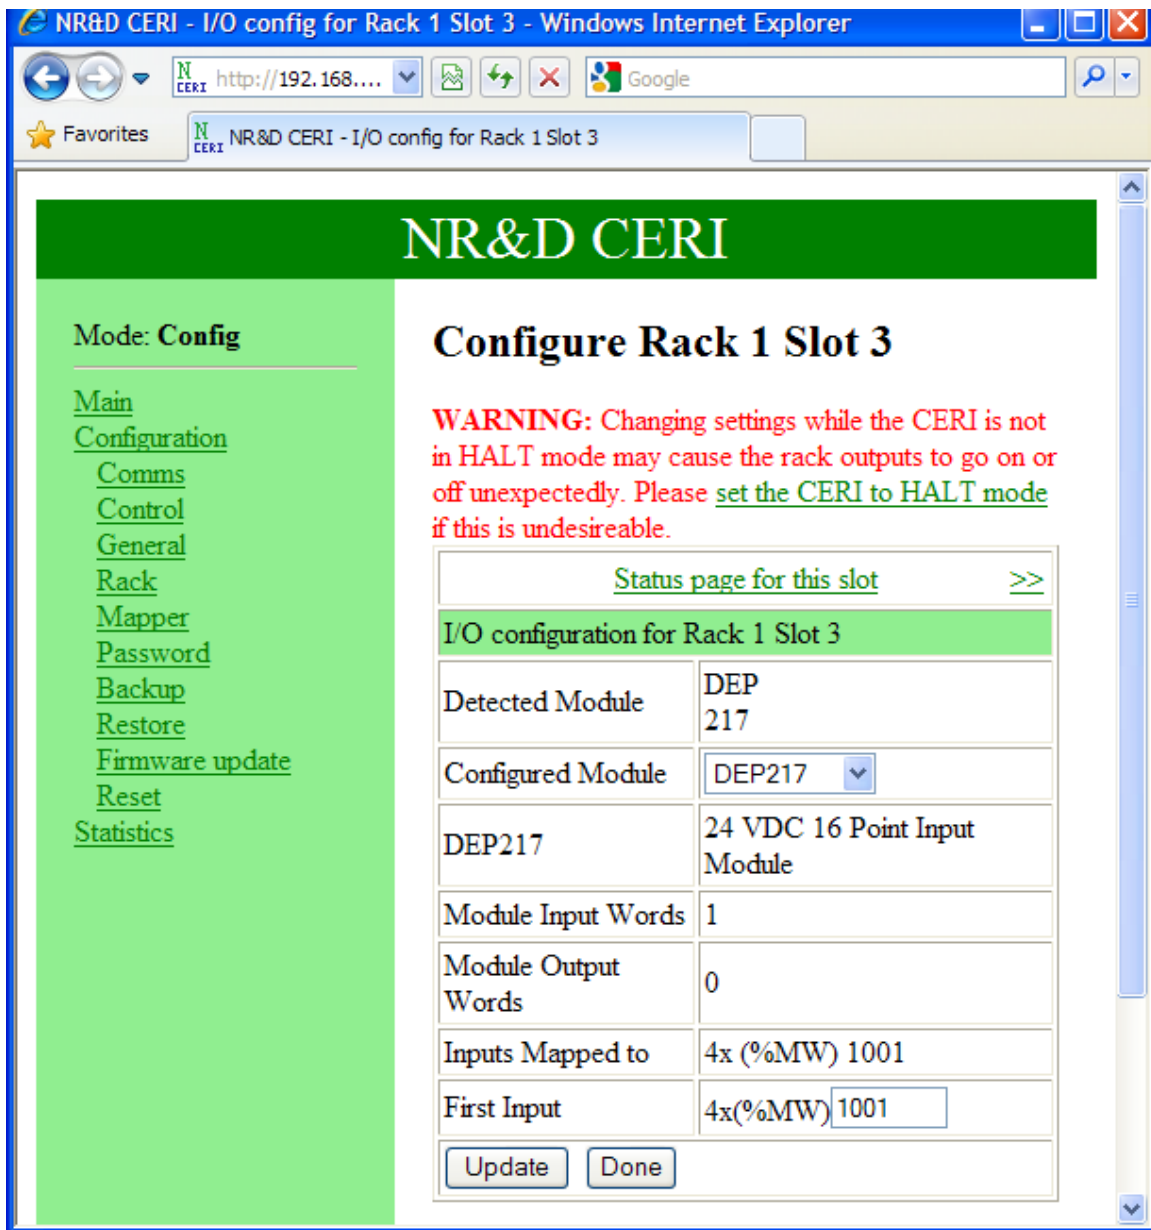 NR&D CERI - I/O config for Rack 1 Slot 3 - Windows Internet Explorer
N CERI http://192.168.... Google
Favorites N CERI NR&D CERI - I/O config for Rack 1 Slot 3
NR&D CERI
Mode: Config
Main
Configuration
Comms
Control
General
Rack
Mapper
Password
Backup
Restore
Firmware update
Reset
Statistics
Configure Rack 1 Slot 3
WARNING: Changing settings while the CERI is not
in HALT mode may cause the rack outputs to go on or
off unexpectedly. Please set the CERI to HALT mode
if this is undesireable.
Status page for this slot >>
I/O configuration for Rack 1 Slot 3
Detected Module DEP
217
Configured Module DEP217
DEP217 24 VDC 16 Point Input
Module
Module Input Words 1
Module Output
Words 0
Inputs Mapped to 4x (%MW) 1001
First Input 4x(%MW) 1001
Update Done